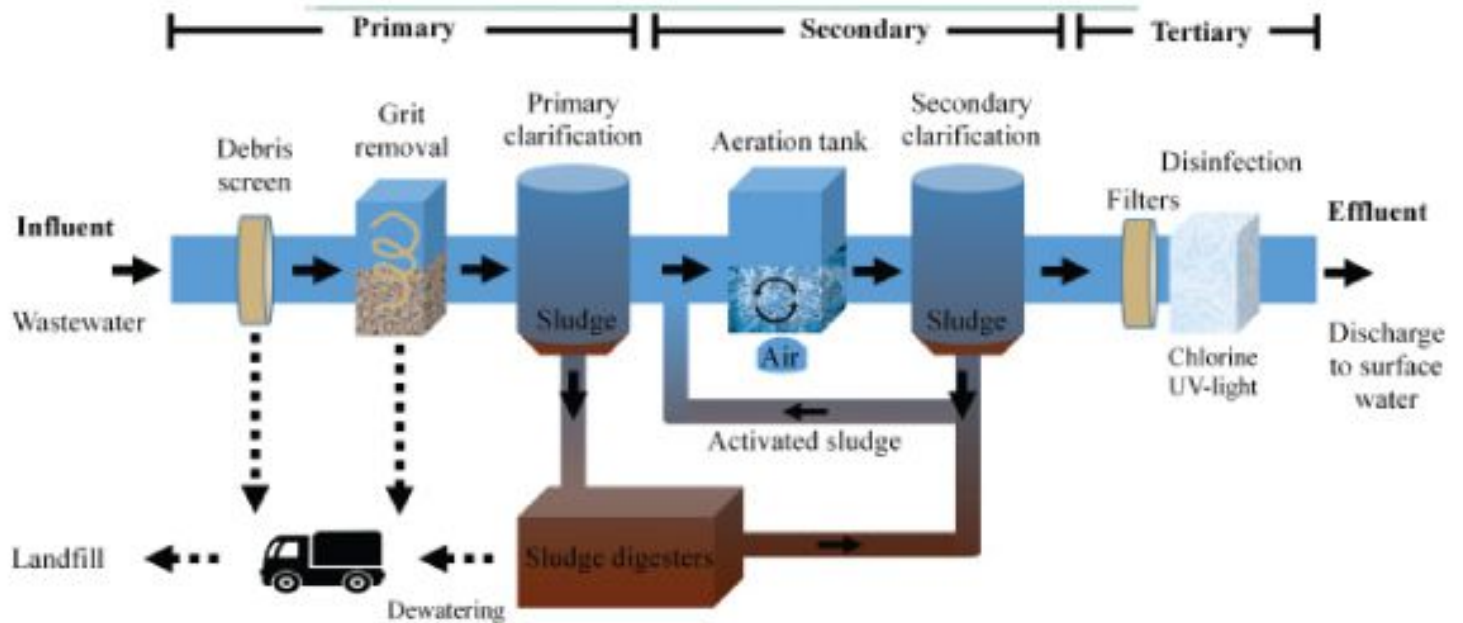 Primary
Secondary
Tertiary
Debris
screen
Grit
removal
Primary
clarification
Aeration tank
Secondary
clarification
Filters
Disinfection
Influent
Wastewater
Sludge
Air
Sludge
Chlorine
UV-light
Effluent
Discharge
to surface
water
Activated sludge
Landfill
Dewatering
Sludge digesters